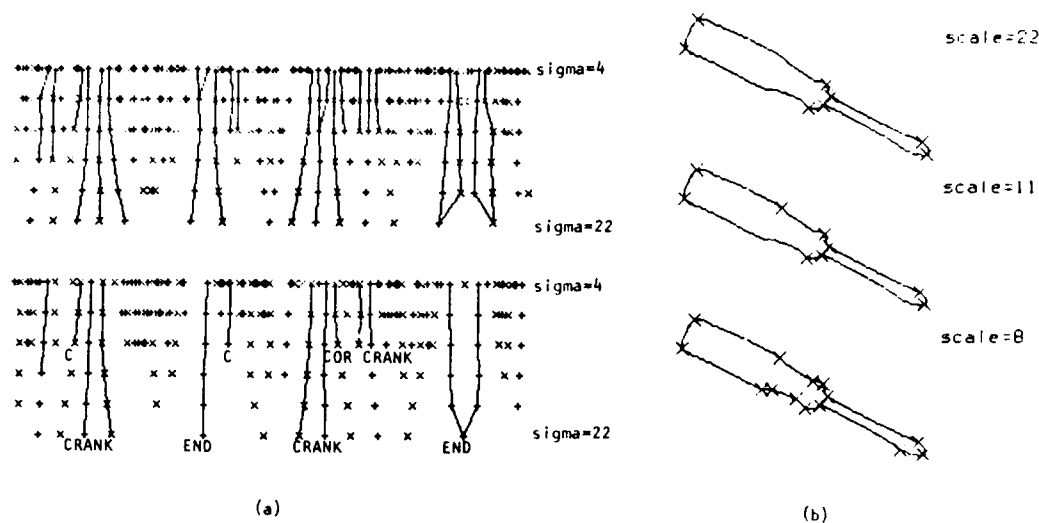 sigma=4
sigma=22
sigma=4
C
C
COR CRANK
sigma=22
CRANK
END
CRANK
END
(a)
scale=22
scale=11
scale=8
(b)